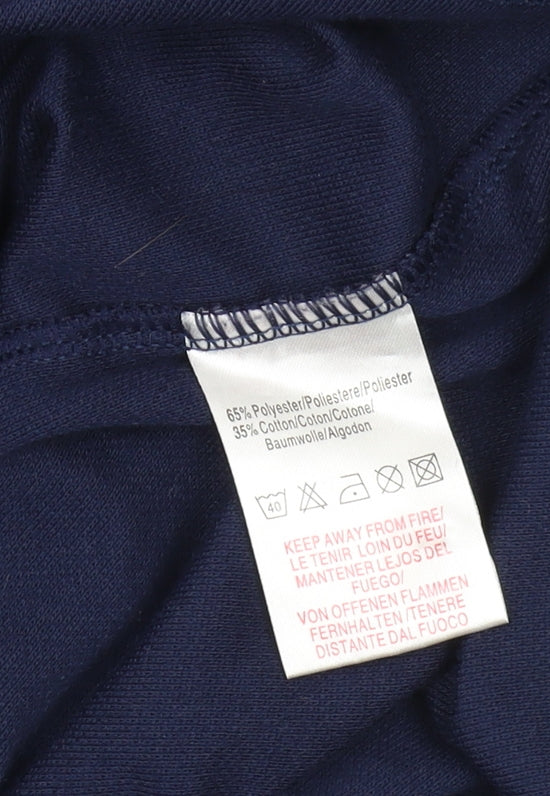 65% Polyester/Poliestere/Poliester
35% Cotton/Coton/Cotone/
Baumwolle/Algodon
40
KEEP AWAY FROM FIRE/
LE TENIR LOIN DU FEU/
MANTENER LEJOS DEL
FUEGO/
VON OFFENEN FLAMMEN
FERNHALTEN/TENERE
DISTANTE DAL FUOCO